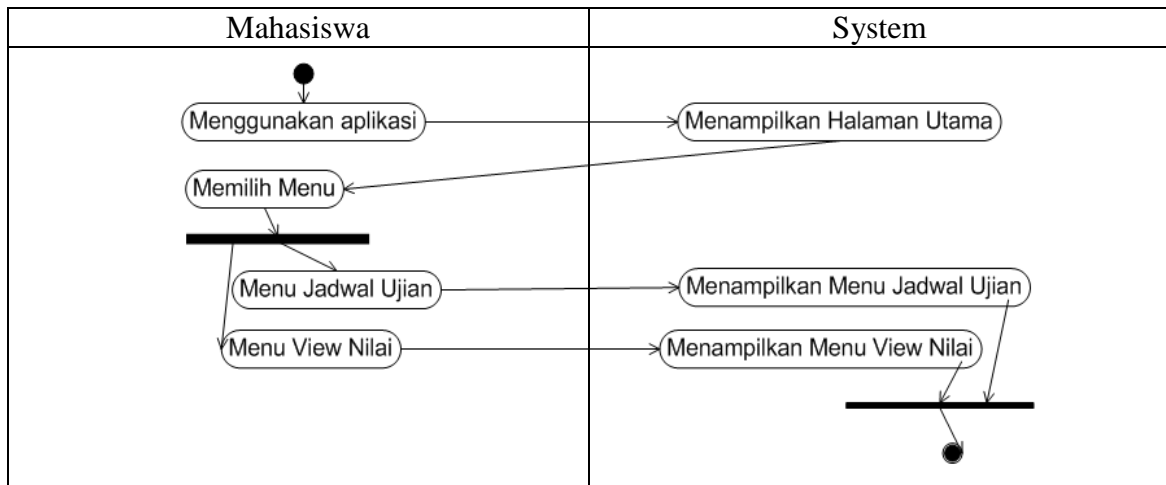 Mahasiswa
System
Menggunakan aplikasi
Menampilkan Halaman Utama
Memilih Menu
Menu Jadwal Ujian
Menampilkan Menu Jadwal Ujian
Menu View Nilai
Menampilkan Menu View Nilai